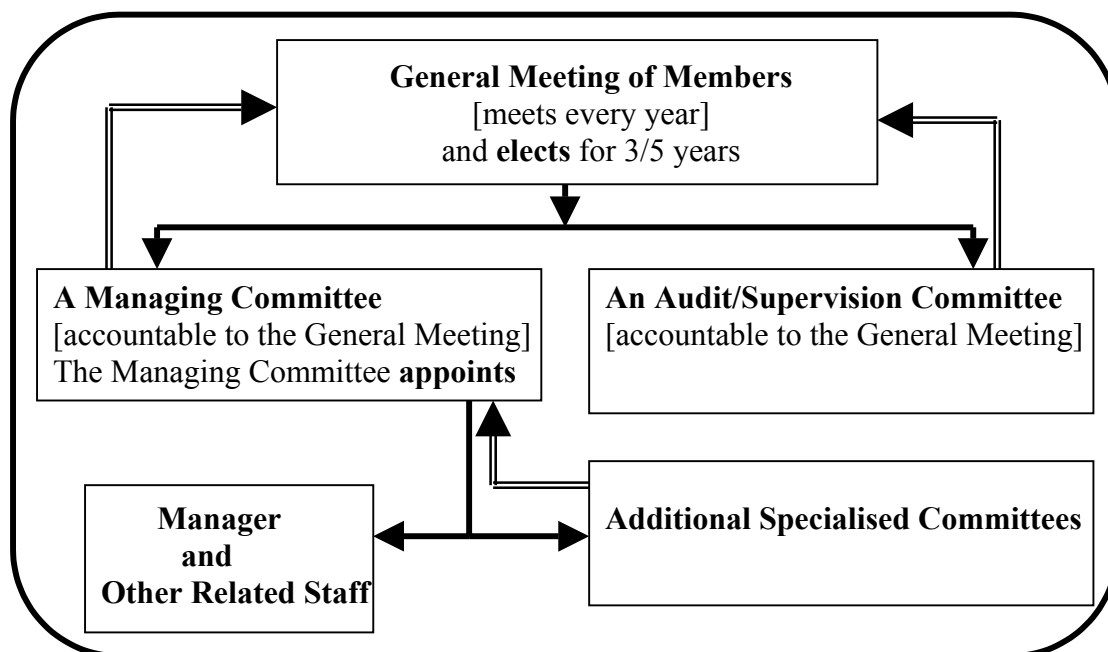 General Meeting of Members
[meets every year]
and elects for 3/5 years
A Managing Committee
[accountable to the General Meeting]
The Managing Committee appoints
An Audit/Supervision Committee
[accountable to the General Meeting]
Manager
and
Other Related Staff
Additional Specialised Committees